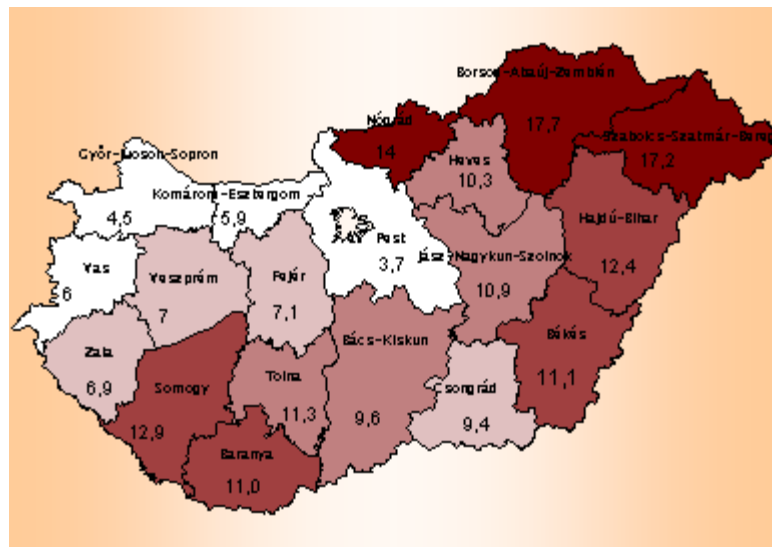 Borsod-Abaúj-Zemplén
17,7
Nógrád
14
Szabolcs-Szatmár-Bereg
17,2
Győr-Moson-Sopron
4,5
Heves
10,3
Komárom-Esztergom
5,9
Hajdú-Bihar
12,4
Pest
3,7
Jász-Nagykun-Szolnok
10,9
Vas
6
Veszprém
7
Fejér
7,1
Bács-Kiskun
9,6
Békés
11,1
Zala
6,9
Somogy
12,9
Tolna
11,3
Csongrád
9,4
Baranya
11,0